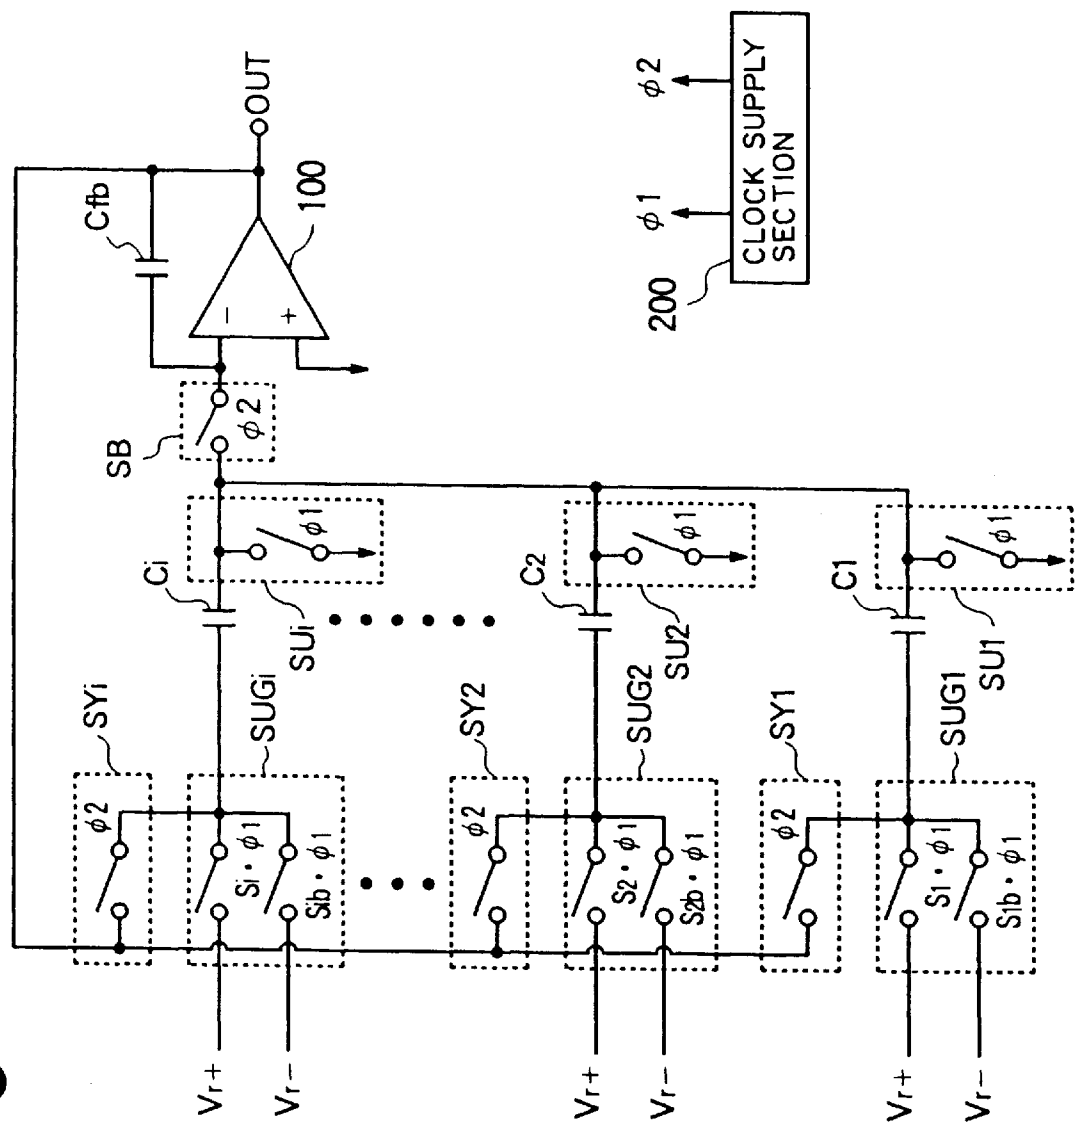 OUT
φ2
φ1
CLOCK SUPPLY
SECTION
200
Cfb
100
-
+
SB
φ2
Ci
φ1
SUi
C2
φ1
SU2
C1
φ1
SU1
SYi
φ2
SUGi
Si・φ1
Sib・φ1
SY2
φ2
SUG2
S2・φ1
S2b・φ1
SY1
φ2
SUG1
S1・φ1
S1b・φ1
Vr+
Vr-
Vr+
Vr-
Vr+
Vr-